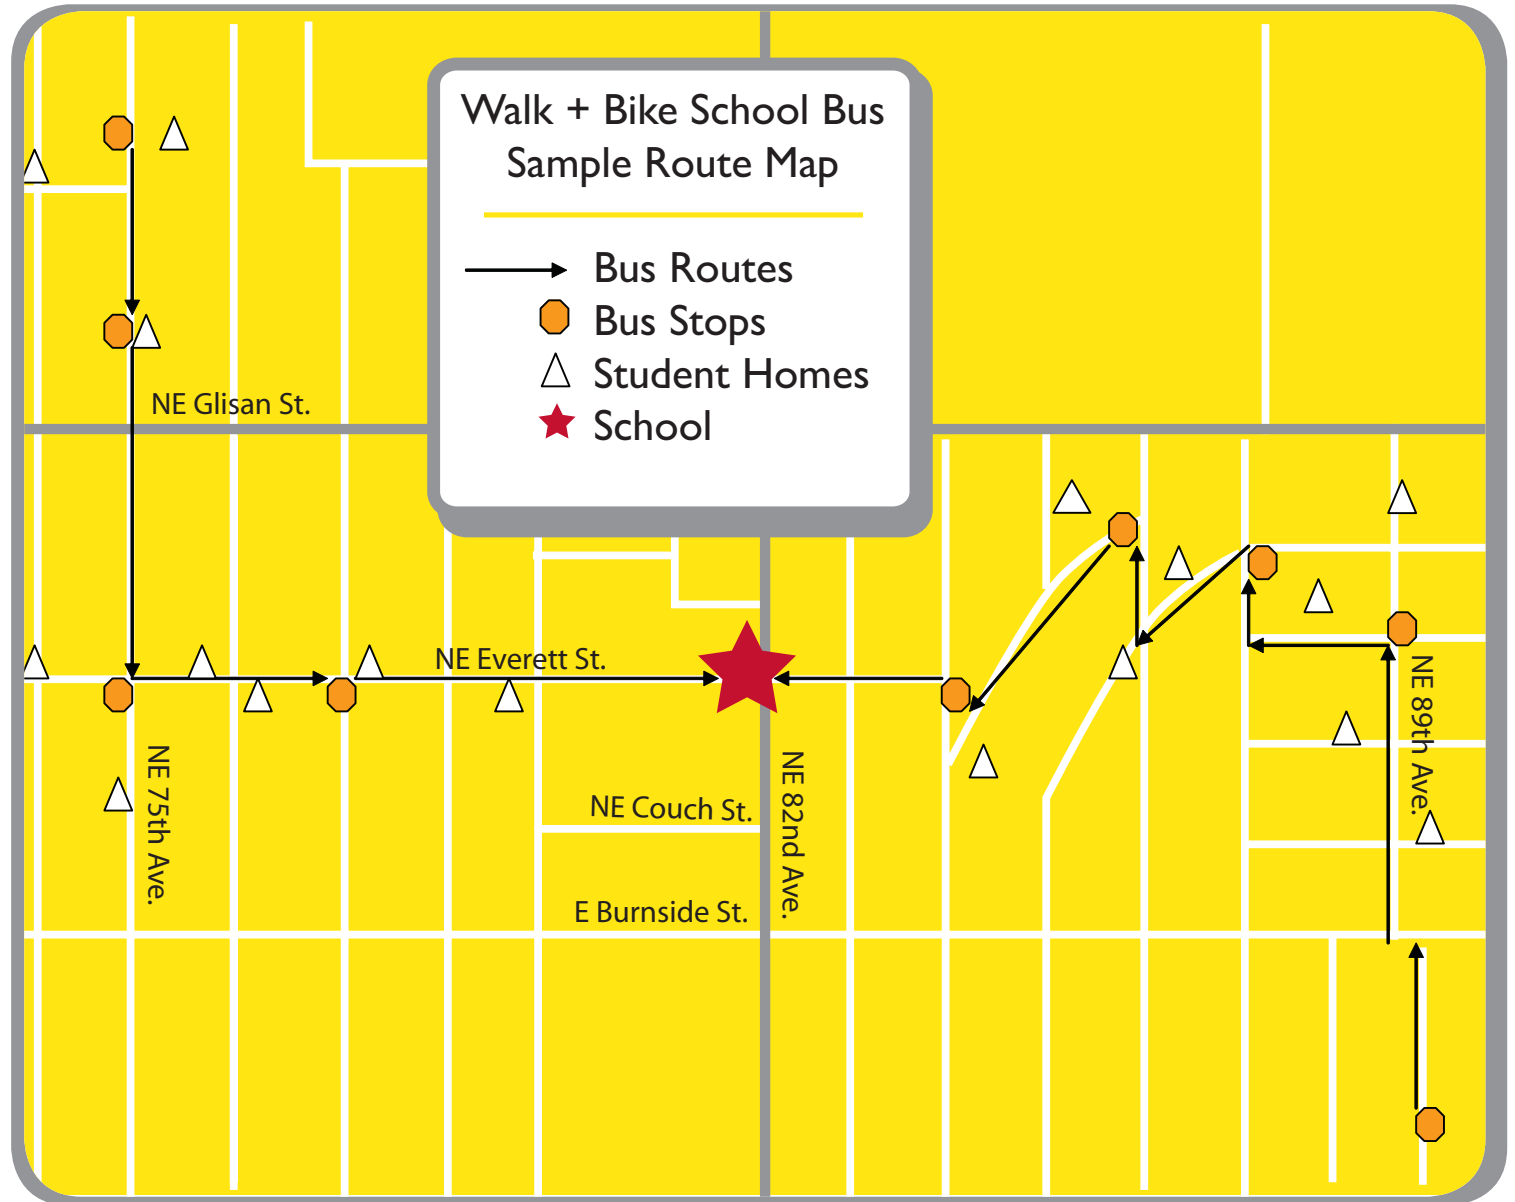 Walk + Bike School Bus
Sample Route Map
Bus Routes
Bus Stops
Student Homes
School
NE Glisan St.
NE Everett St.
NE 75th Ave.
NE 82nd Ave.
NE 89th Ave.
NE Couch St.
E Burnside St.